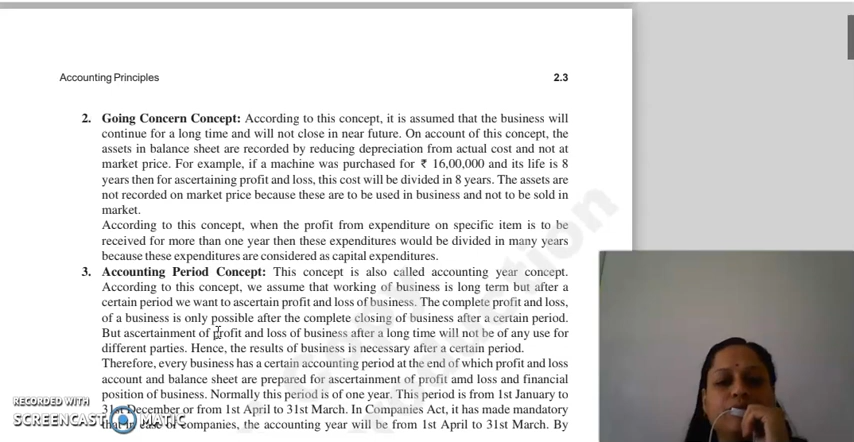 Accounting Principles 2.3
2. Going Concern Concept: According to this concept, it is assumed that the business will
continue for a long time and will not close in near future. On account of this concept, the
assets in balance sheet are recorded by reducing depreciation from actual cost and not at
market price. For example, if a machine was purchased for ₹ 16,00,000 and its life is 8
years then for ascertaining profit and loss, this cost will be divided in 8 years. The assets are
not recorded on market price because these are to be used in business and not to be sold in
market.
According to this concept, when the profit from expenditure on specific item is to be
received for more than one year then these expenditures would be divided in many years
because these expenditures are considered as capital expenditures.
3. Accounting Period Concept: This concept is also called accounting year concept.
According to this concept, we assume that working of business is long term but after a
certain period we want to ascertain profit and loss of business. The complete profit and loss,
of a business is only possible after the complete closing of business after a certain period.
But ascertainment of profit and loss of business after a long time will not be of any use for
different parties. Hence, the results of business is necessary after a certain period.
Therefore, every business has a certain accounting period at the end of which profit and loss
account and balance sheet are prepared for ascertainment of profit amd loss and financial
position of business. Normally this period is of one year. This period is from 1st January to
31st December or from 1st April to 31st March. In Companies Act, it has made mandatory
that in case of companies, the accounting year will be from 1st April to 31st March. By
RECORDED WITH
SCREENCAST MATIC